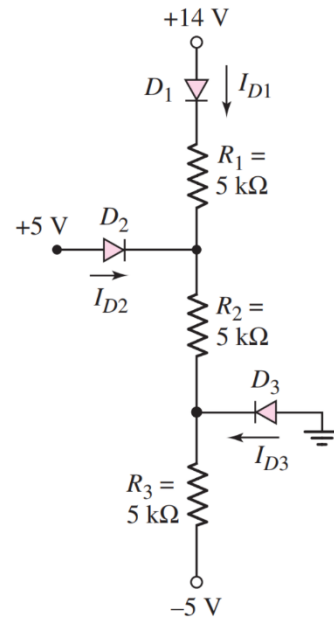 +14 V
D1
ID1
R1 =
5 kΩ
D2
+5 V
ID2
R2 =
5 kΩ
D3
ID3
R3 =
5 kΩ
–5 V